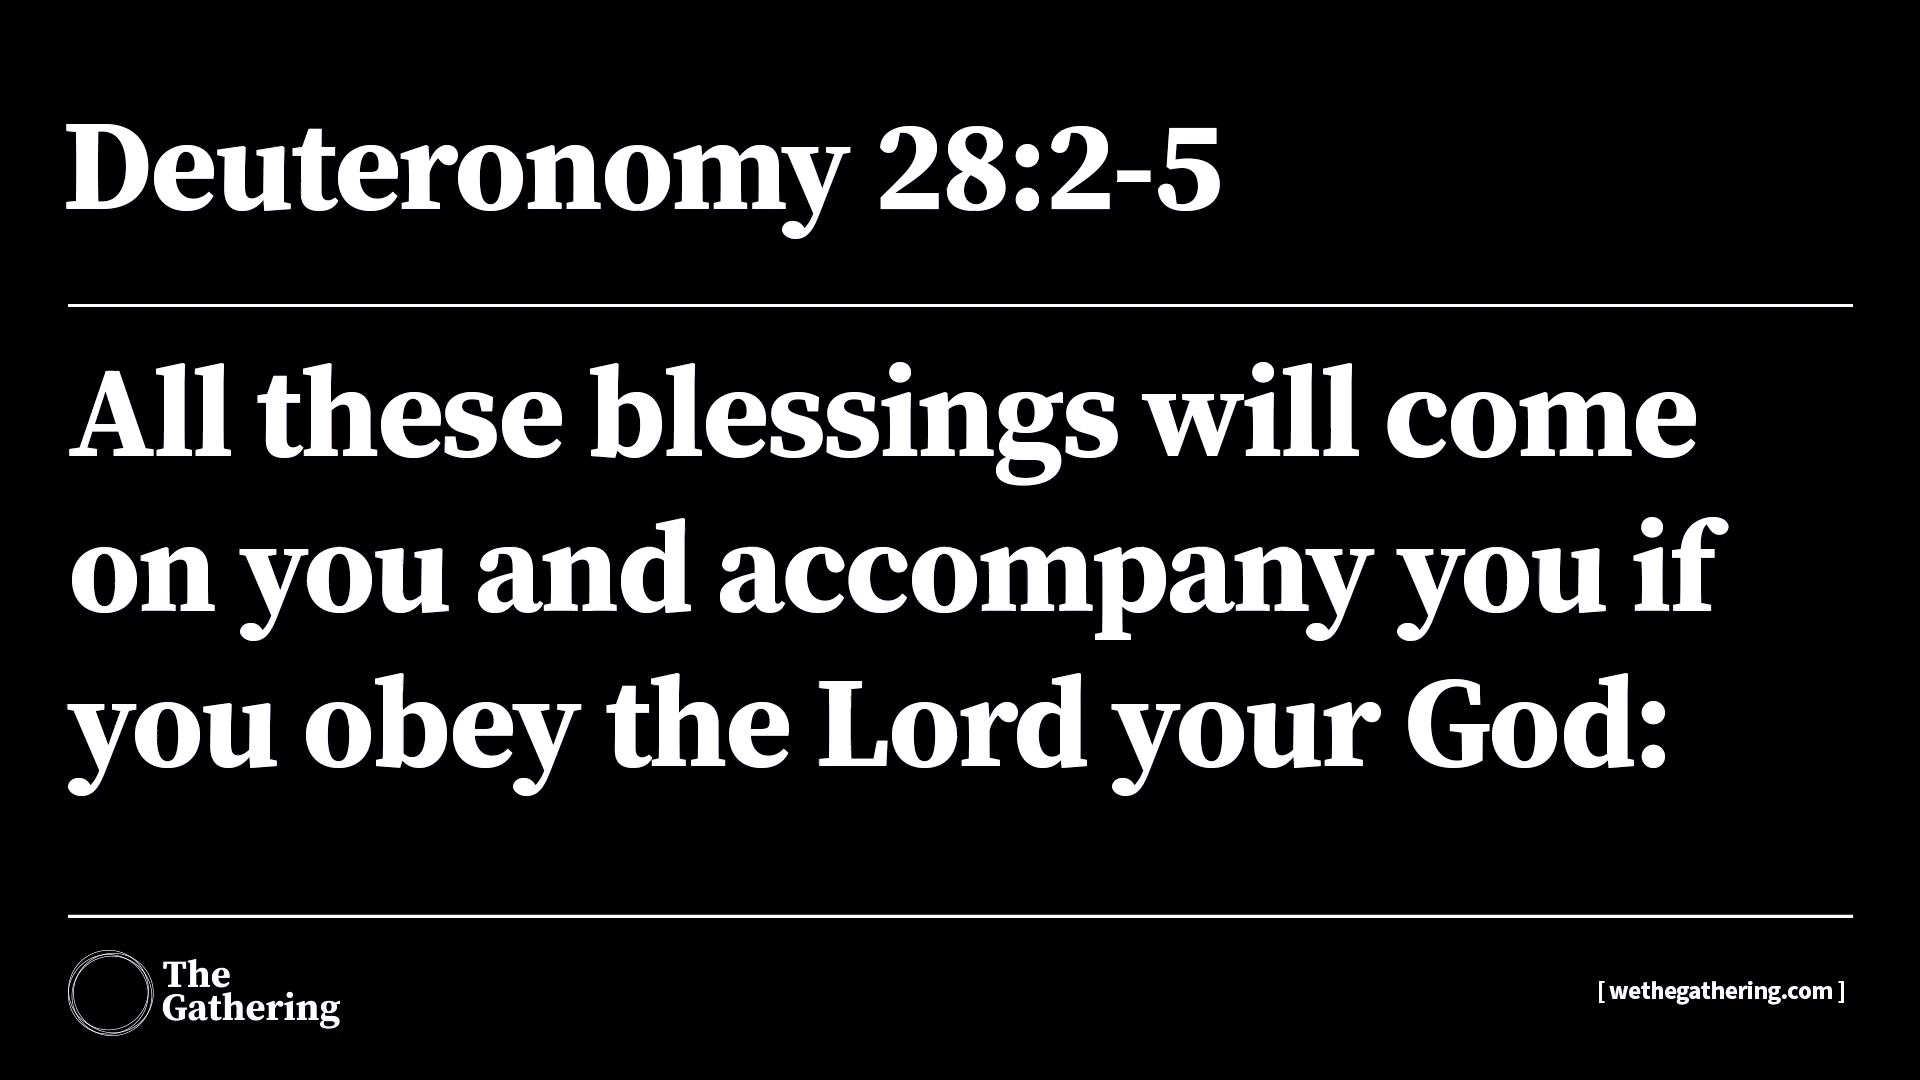 Deuteronomy 28:2-5
All these blessings will come
on you and accompany you if
you obey the Lord your God:
The
Gathering
[ wethegathering.com ]